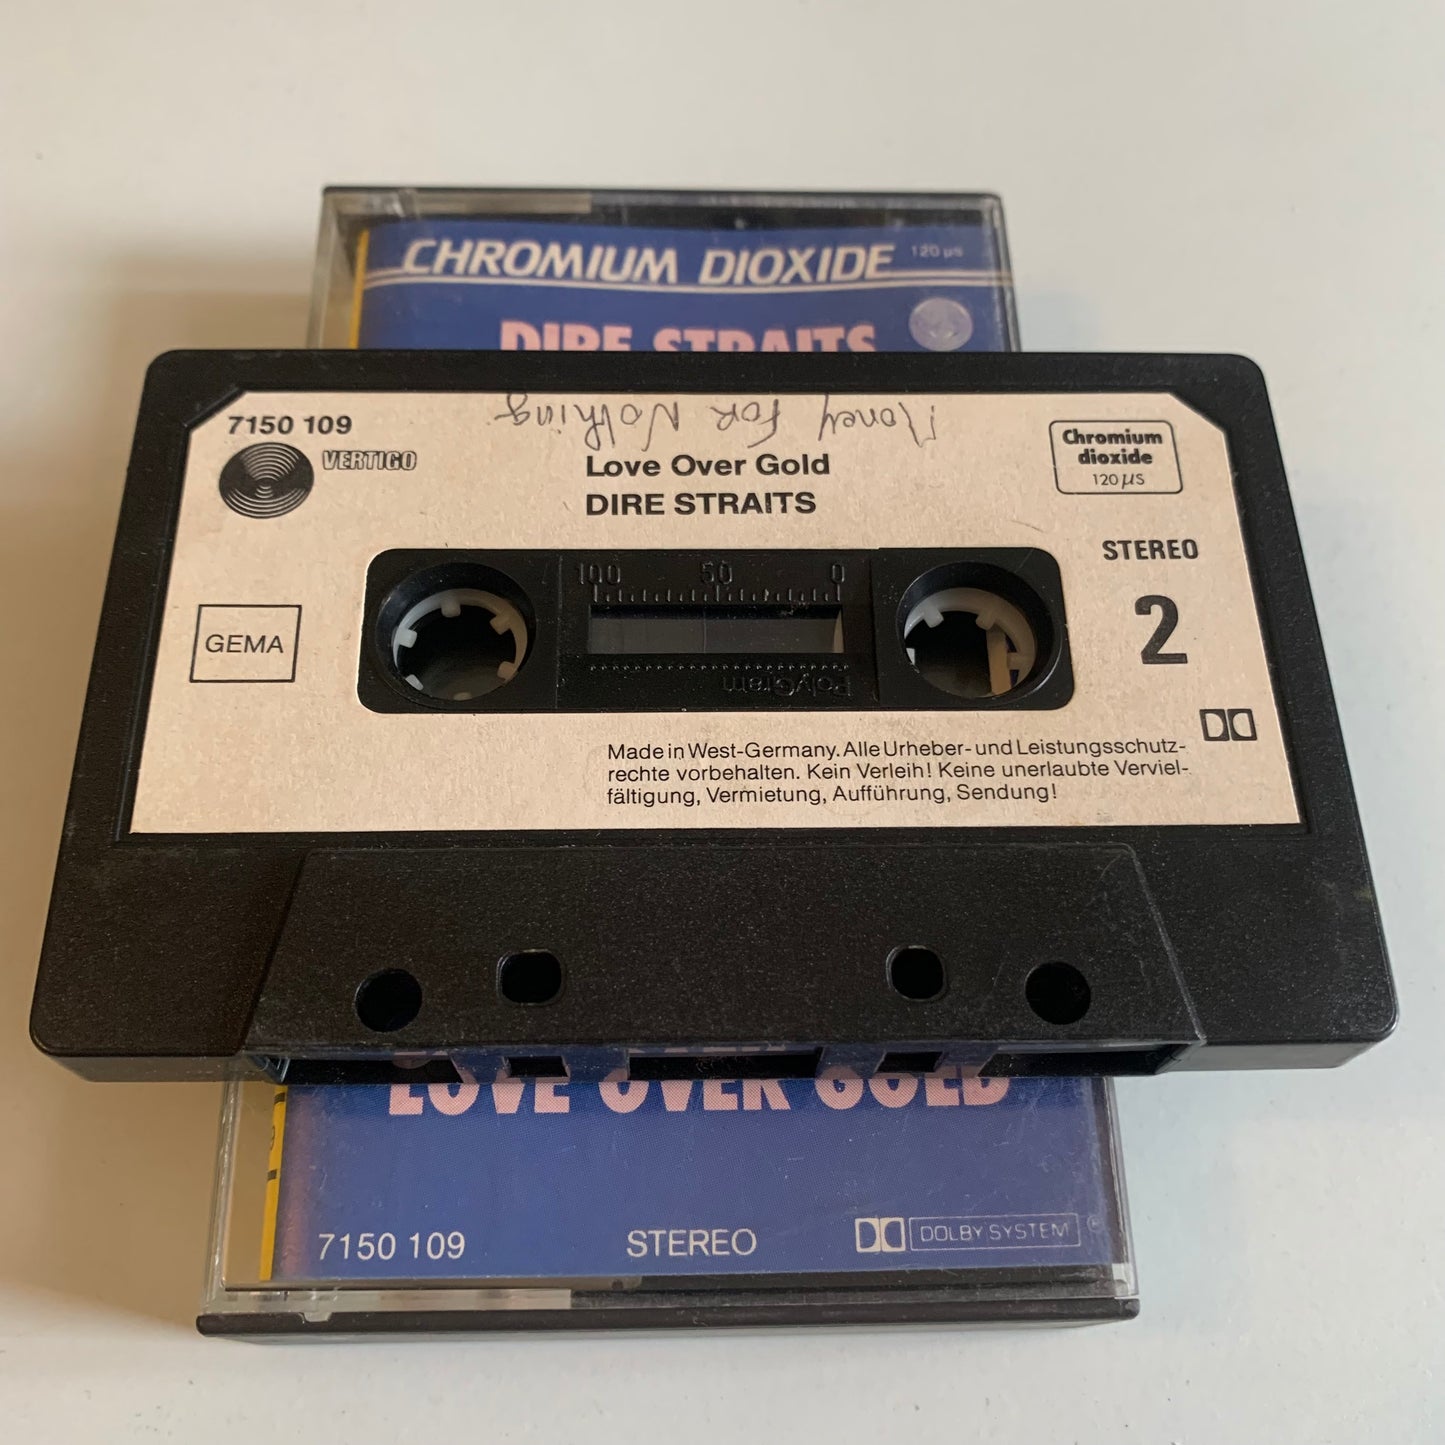 CHROMIUM DIOXIDE 120 µs
DIRE STRAITS
Money FOR Nothing
7150 109
VERTIGO
Love Over Gold
DIRE STRAITS
Chromium
dioxide
120 µs
STEREO
2
GEMA
100 50 0
PolyGram
Made in West-Germany. Alle Urheber- und Leistungsschutz-
rechte vorbehalten. Kein Verleih! Keine unerlaubte Verviel-
fältigung, Vermietung, Aufführung, Sendung!
LOVE OVER GOLD
7150 109
STEREO
DOLBY SYSTEM ®